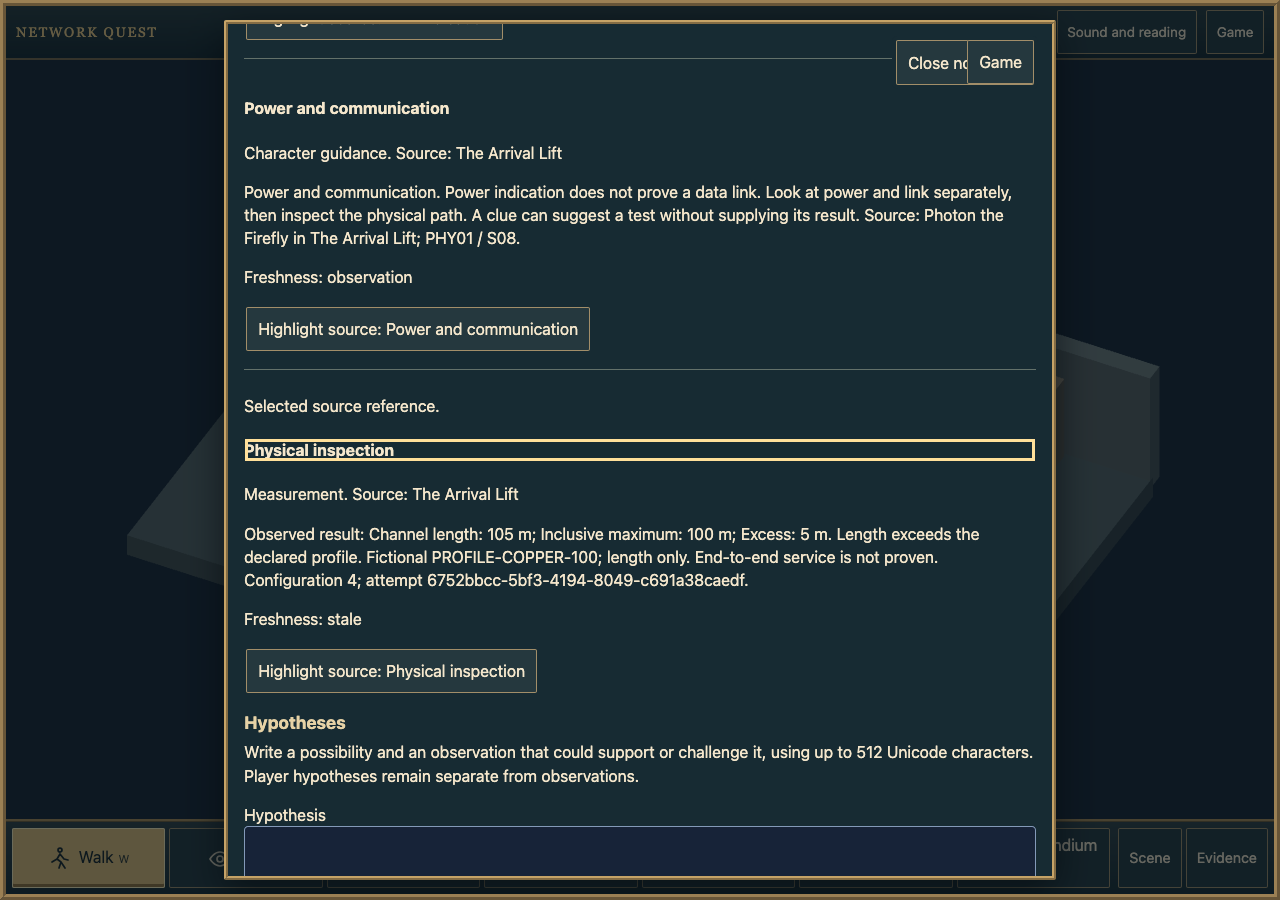 NETWORK QUEST
Sound and reading
Game
Close no
Game
Power and communication
Character guidance. Source: The Arrival Lift
Power and communication. Power indication does not prove a data link. Look at power and link separately,
then inspect the physical path. A clue can suggest a test without supplying its result. Source: Photon the
Firefly in The Arrival Lift; PHY01 / S08.
Freshness: observation
Highlight source: Power and communication
Selected source reference.
Physical inspection
Measurement. Source: The Arrival Lift
Observed result: Channel length: 105 m; Inclusive maximum: 100 m; Excess: 5 m. Length exceeds the
declared profile. Fictional PROFILE-COPPER-100; length only. End-to-end service is not proven.
Configuration 4; attempt 6752bbcc-5bf3-4194-8049-c691a38caedf.
Freshness: stale
Highlight source: Physical inspection
Hypotheses
Write a possibility and an observation that could support or challenge it, using up to 512 Unicode characters.
Player hypotheses remain separate from observations.
Hypothesis
Walk W
ndium
Scene
Evidence